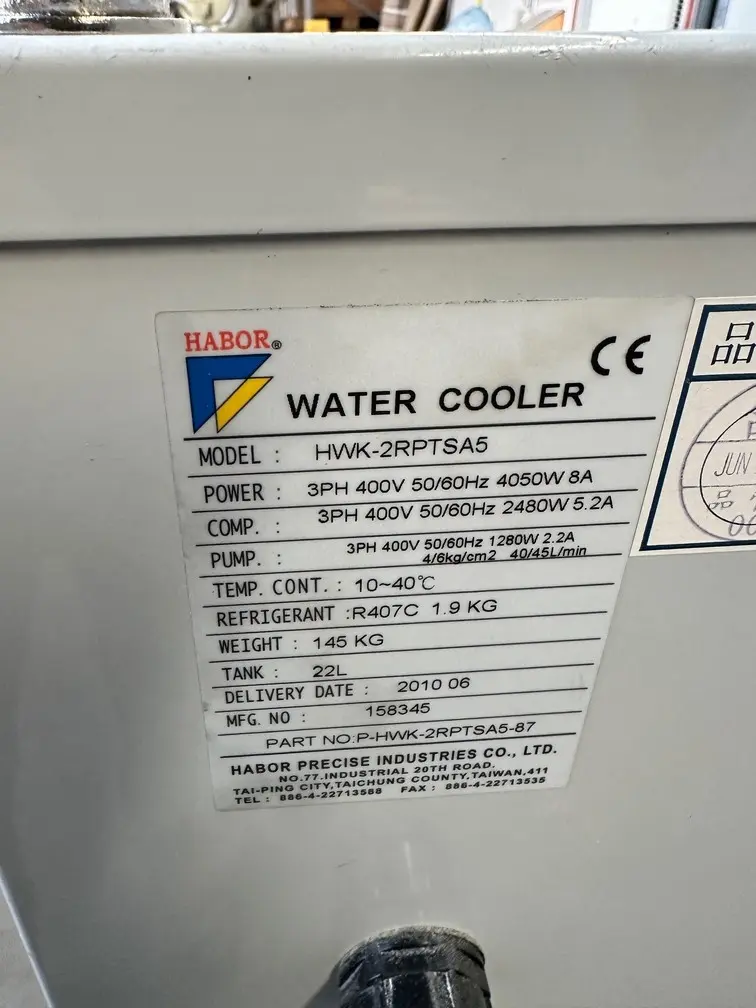 HABOR®
CE
WATER COOLER
MODEL : HWK-2RPTSA5
POWER : 3PH 400V 50/60Hz 4050W 8A
COMP. : 3PH 400V 50/60Hz 2480W 5.2A
PUMP. : 3PH 400V 50/60Hz 1280W 2.2A
4/6kg/cm2 40/45L/min
TEMP. CONT. : 10~40℃
REFRIGERANT :R407C 1.9 KG
WEIGHT : 145 KG
TANK : 22L
DELIVERY DATE : 2010 06
MFG. NO : 158345
PART NO:P-HWK-2RPTSA5-87
HABOR PRECISE INDUSTRIES CO., LTD.
NO.77.INDUSTRIAL 20TH ROAD,
TAI-PING CITY,TAICHUNG COUNTY,TAIWAN,411
TEL : 886-4-22713588 FAX : 886-4-22713535
品
JUN
品